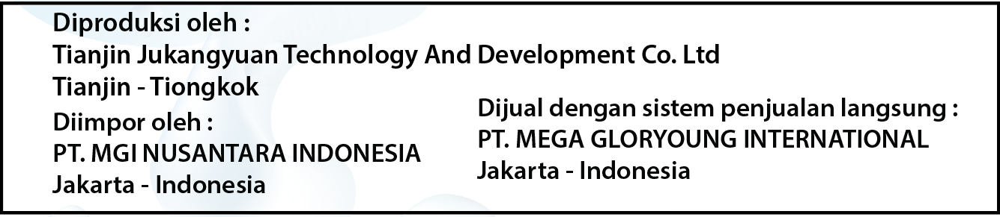 Diproduksi oleh :
Tianjin Jukangyuan Technology And Development Co. Ltd
Tianjin - Tiongkok
Diimpor oleh :
PT. MGI NUSANTARA INDONESIA
Jakarta - Indonesia
Dijual dengan sistem penjualan langsung :
PT. MEGA GLORYOUNG INTERNATIONAL
Jakarta - Indonesia